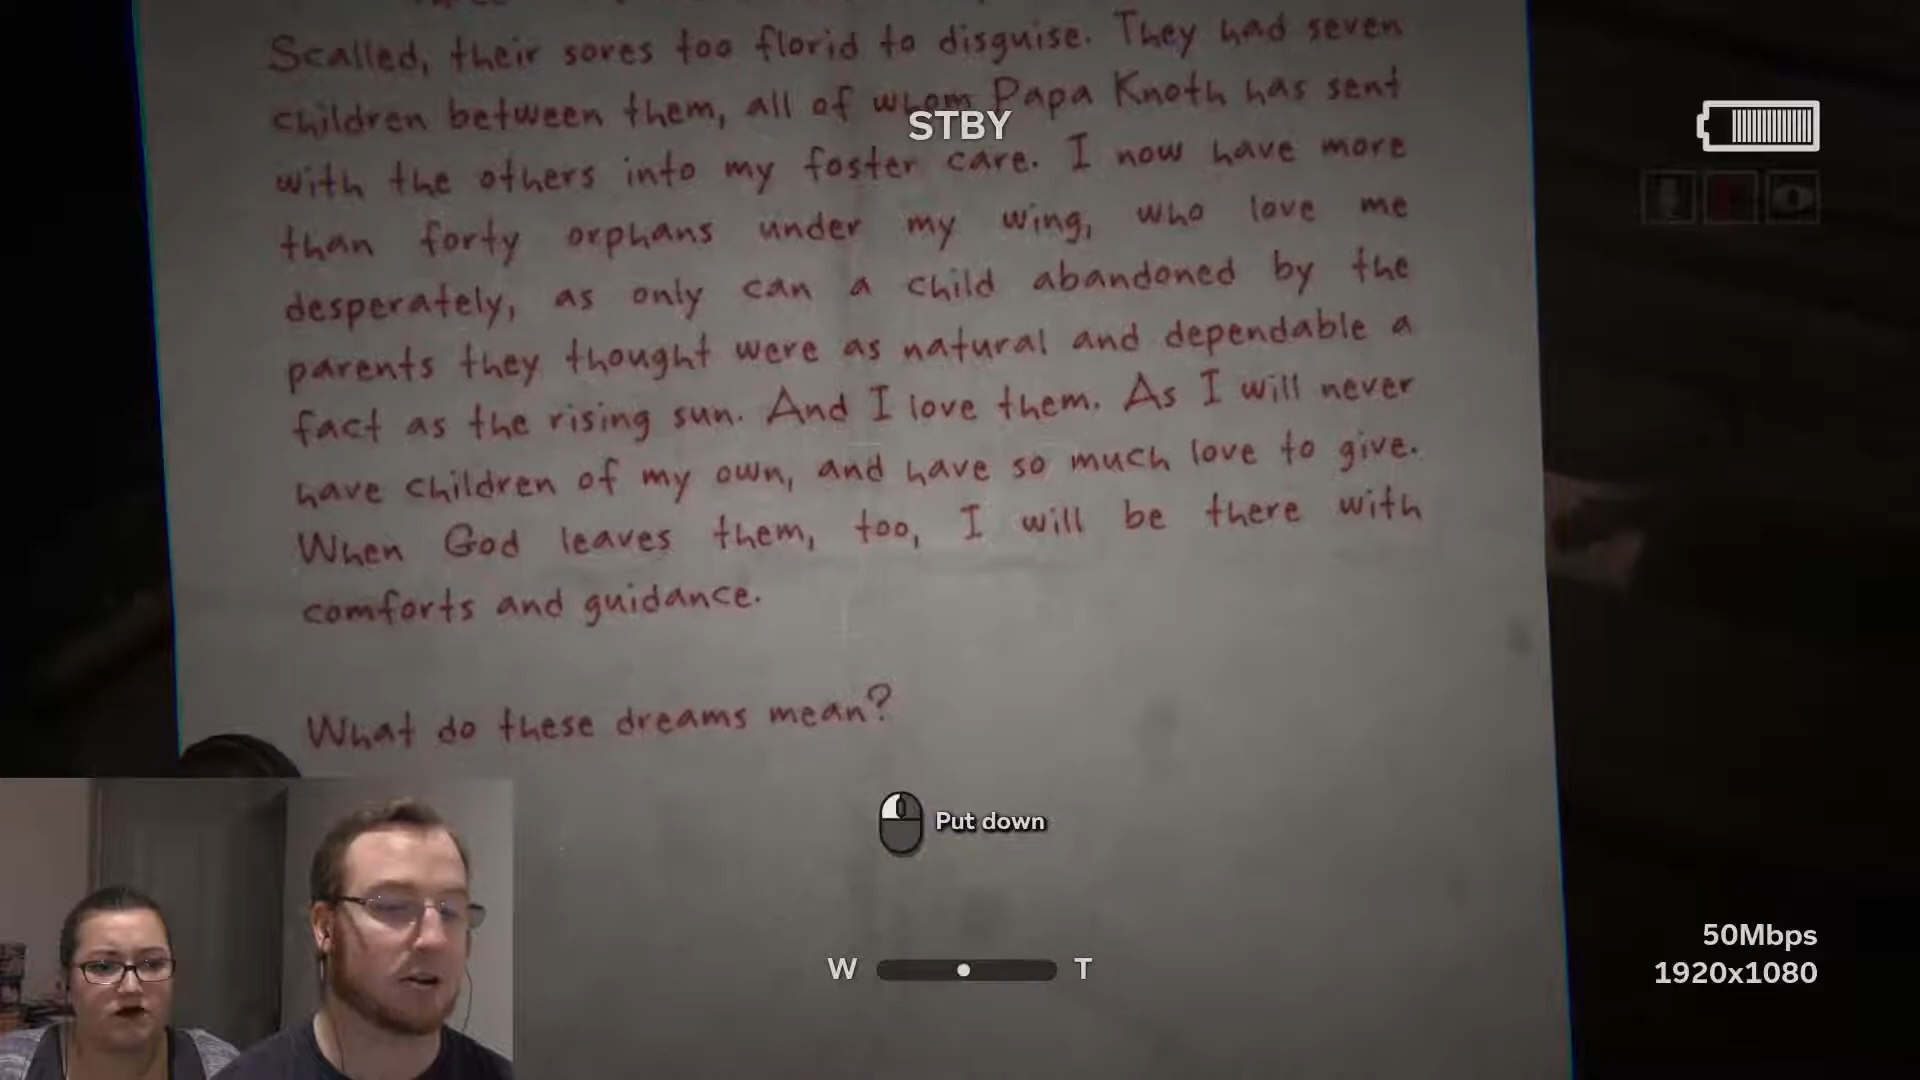 Scalled, their sores too florid to disguise. They had seven
children between them, all of whom Papa Knoth has sent
STBY
with the others into my foster care. I now have more
than forty orphans under my wing, who love me
desperately, as only can a child abandoned by the
parents they thought were as natural and dependable a
fact as the rising sun. And I love them. As I will never
have children of my own, and have so much love to give.
When God leaves them, too, I will be there with
comforts and guidance.
What do these dreams mean?
Put down
50Mbps
W T
1920x1080